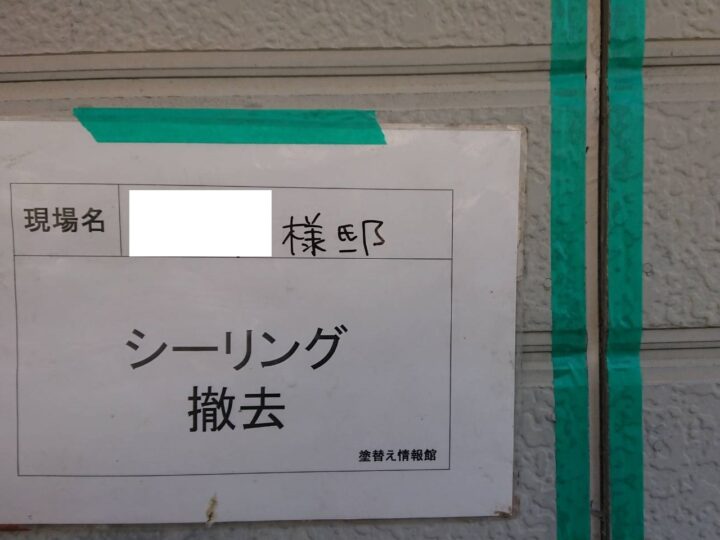 現場名 様邸
シーリング
撤去
塗替え情報館